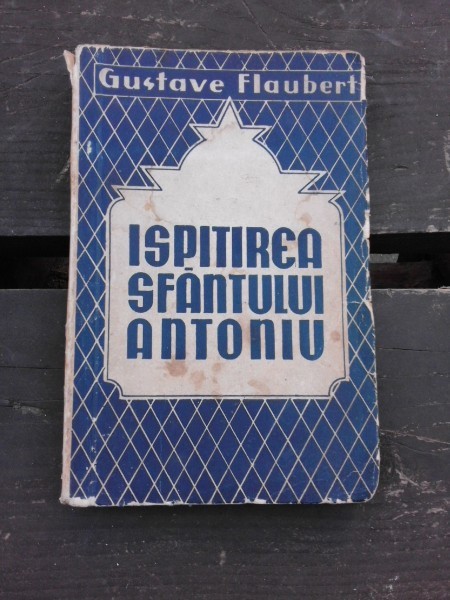 Gustave Flaubert
ISPITIREA
SFÂNTULUI
ANTONIU